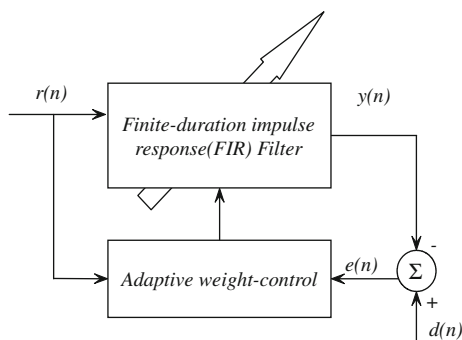 r(n)
y(n)
Finite-duration impulse
response(FIR) Filter
-
e(n)
Σ
Adaptive weight-control
+
d(n)